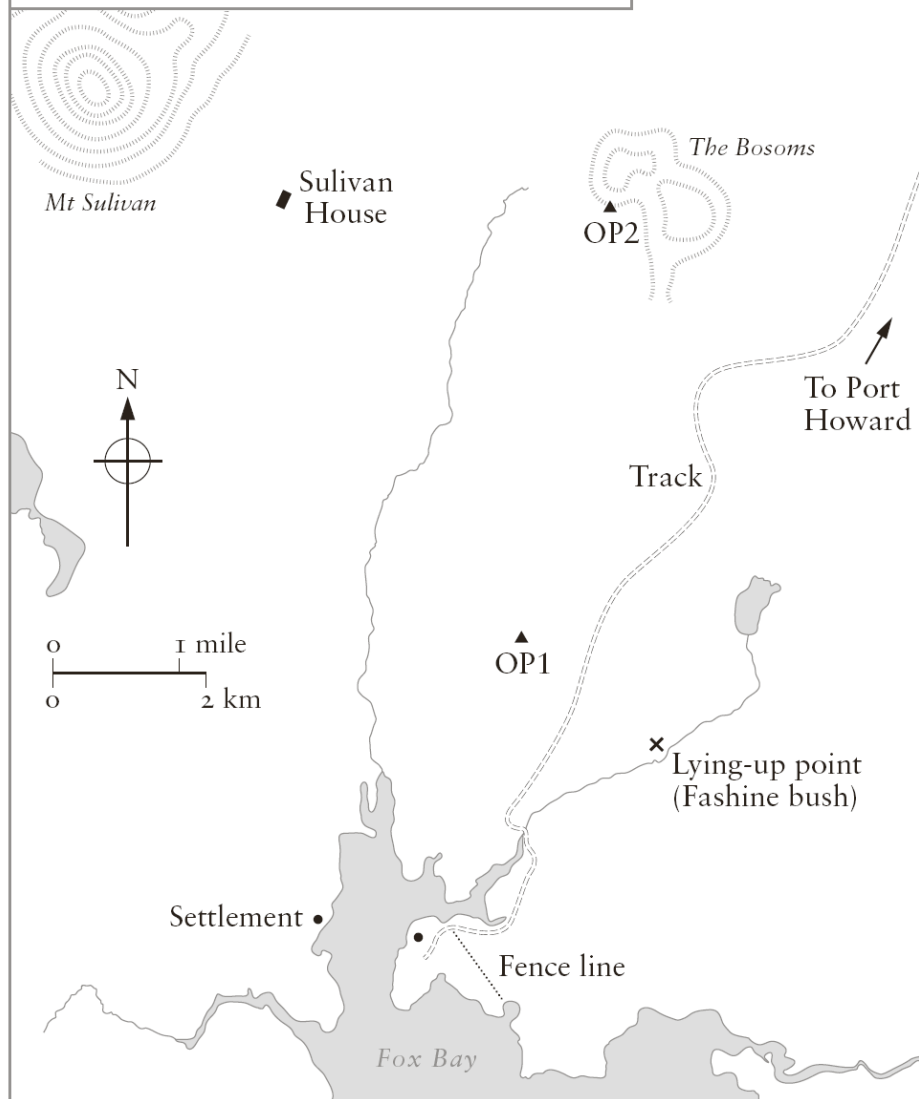 The Bosoms
Mt Sulivan
Sulivan
House
OP2
N
To Port
Howard
Track
0 1 mile
0 2 km
OP1
Lying-up point
(Fashine bush)
Settlement
Fence line
Fox Bay